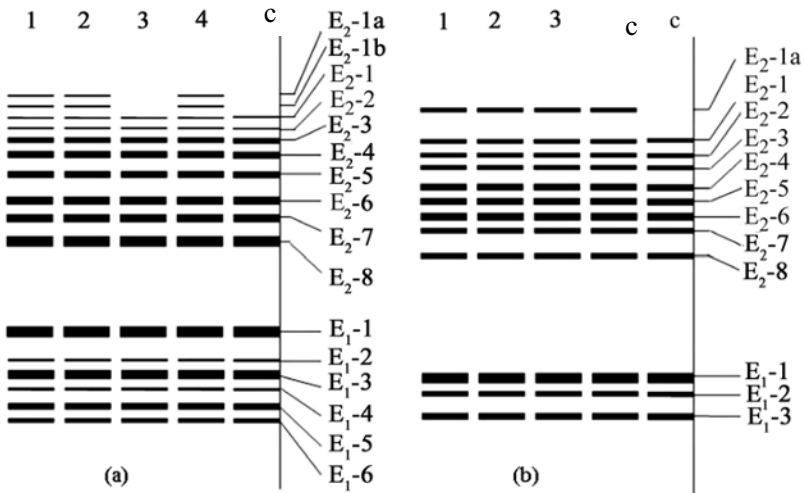 1 2 3 4 c
E₂-1a
E₂-1b
E₂-1
E₂-2
E₂-3
E₂-4
E₂-5
E₂-6
E₂-7
E₂-8
E₁-1
E₁-2
E₁-3
E₁-4
E₁-5
E₁-6
(a)
1 2 3 c c
E₂-1a
E₂-1
E₂-2
E₂-3
E₂-4
E₂-5
E₂-6
E₂-7
E₂-8
E₁-1
E₁-2
E₁-3
(b)